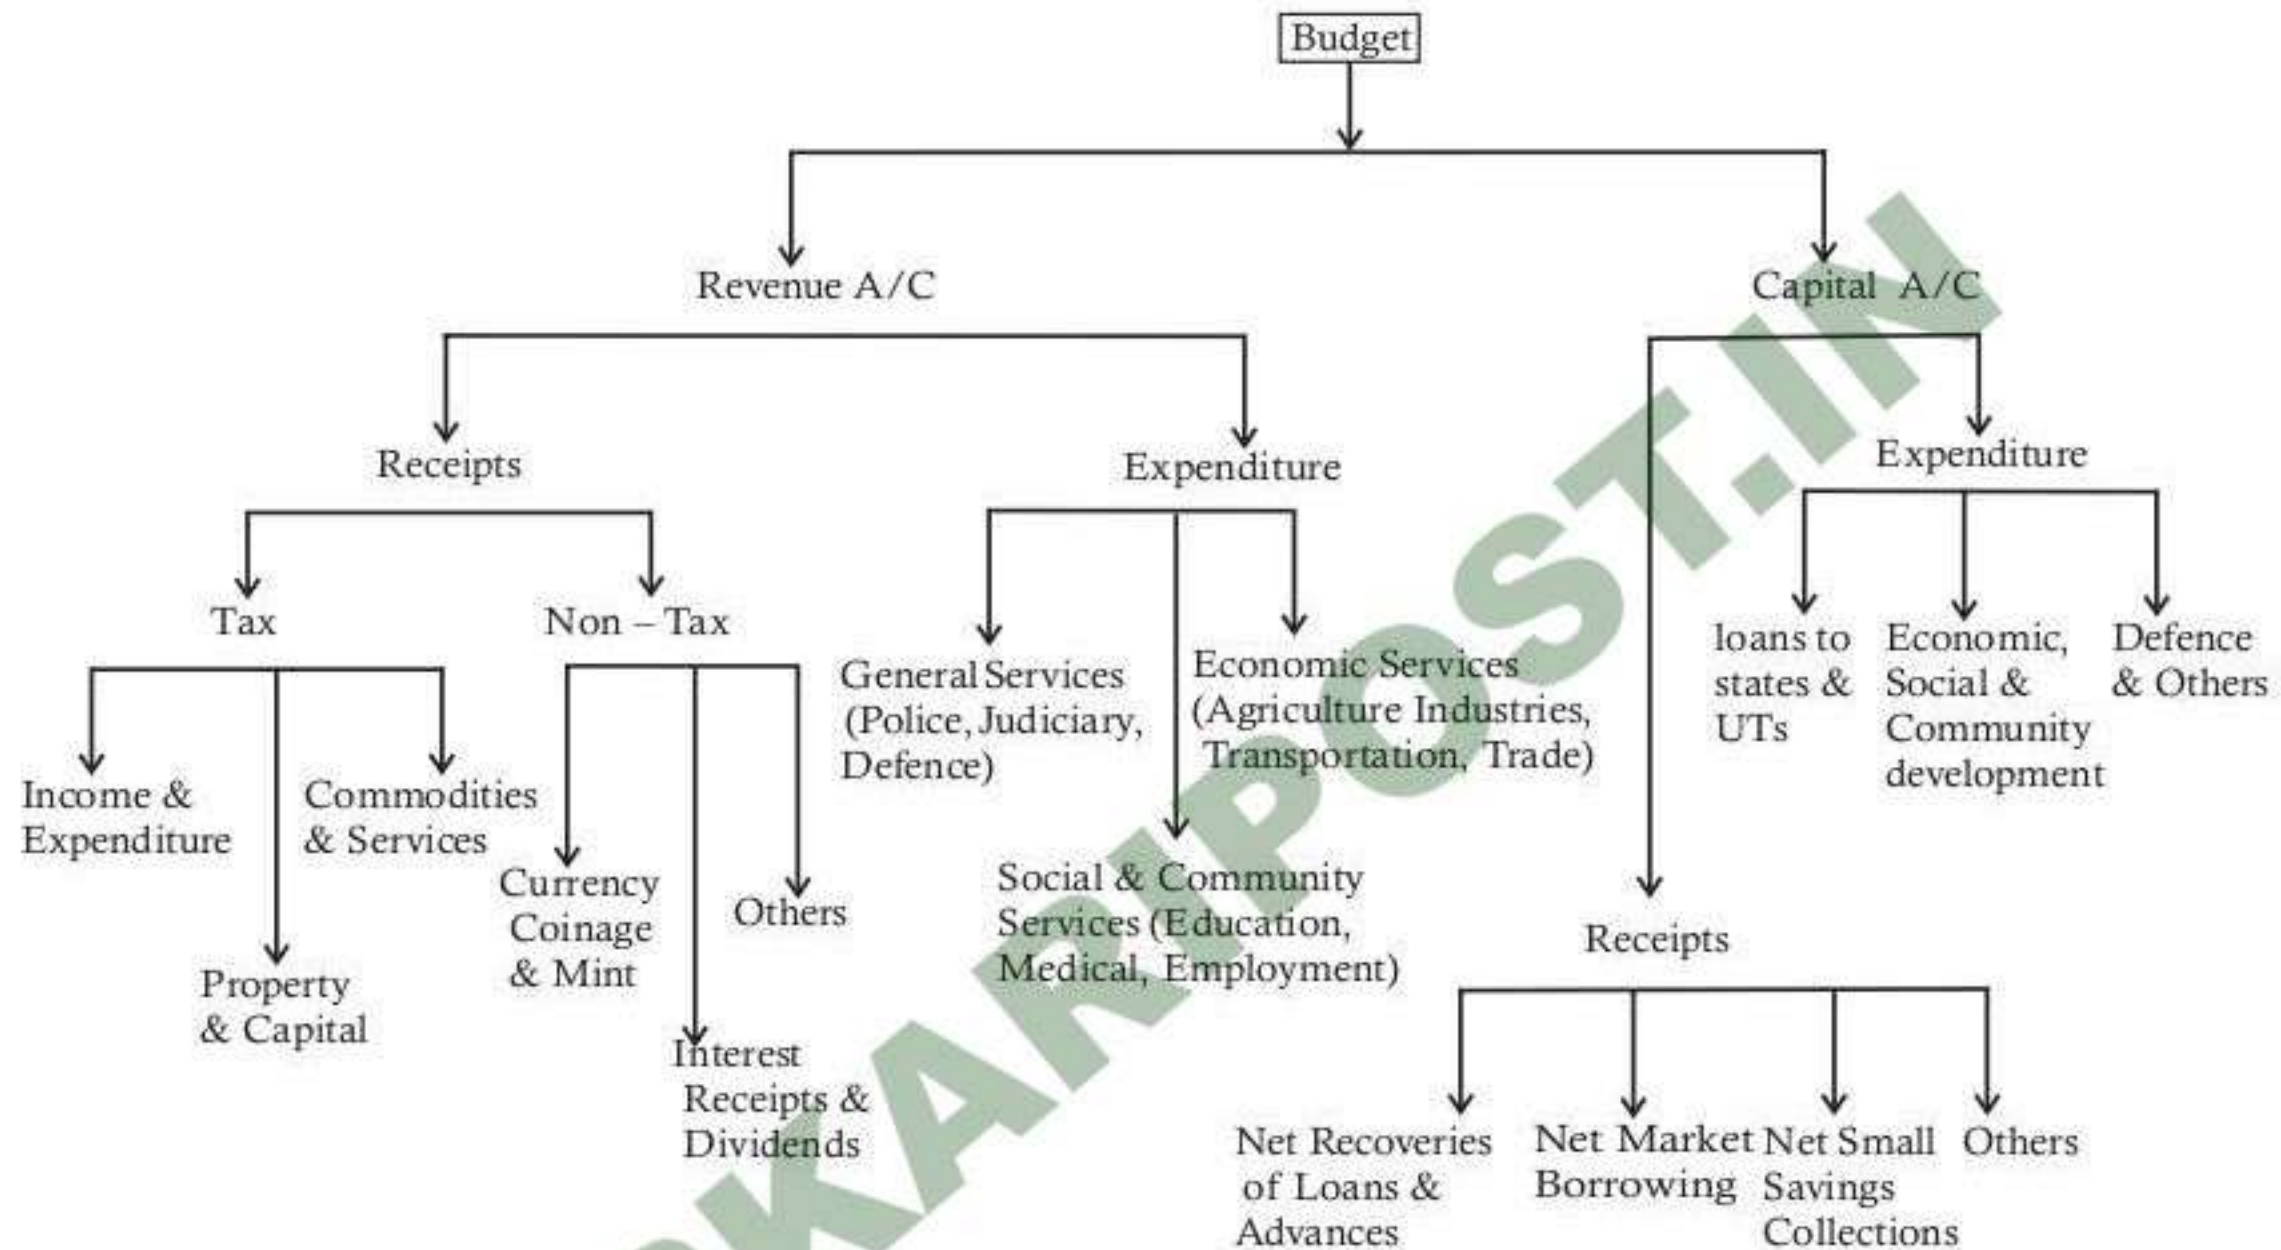 Budget
Revenue A/C
Capital A/C
Receipts
Expenditure
Expenditure
Tax
Non – Tax
Income &
Expenditure
Property
& Capital
Commodities
& Services
Currency
Coinage
& Mint
Interest
Receipts &
Dividends
Others
General Services
(Police, Judiciary,
Defence)
Social & Community
Services (Education,
Medical, Employment)
Economic Services
(Agriculture Industries,
Transportation, Trade)
loans to
states &
UTs
Economic,
Social &
Community
development
Defence
& Others
Receipts
Net Recoveries
of Loans &
Advances
Net Market
Borrowing
Net Small
Savings
Collections
Others
RKARIPOST.IN